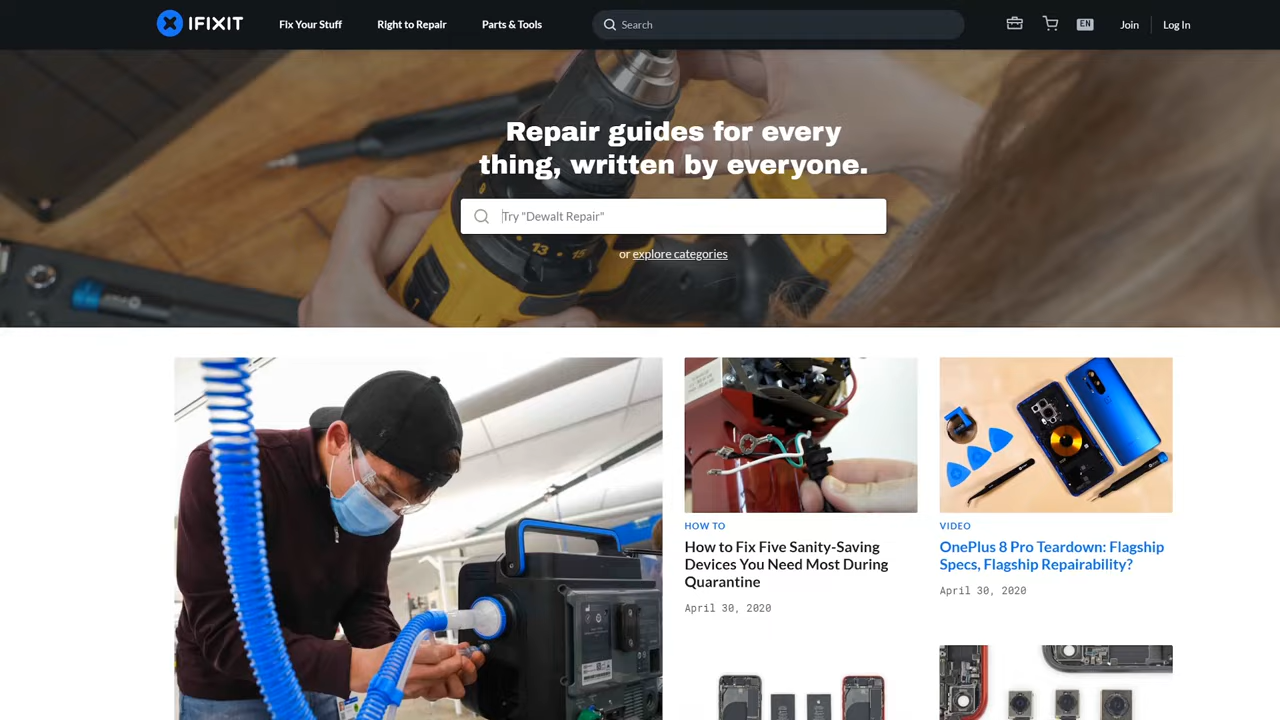 IFIXIT
Fix Your Stuff
Right to Repair
Parts & Tools
Search
EN
Join
Log In
Repair guides for every
thing, written by everyone.
Try "Dewalt Repair"
or explore categories
13
15
1
HOW TO
How to Fix Five Sanity-Saving
Devices You Need Most During
Quarantine
April 30, 2020
VIDEO
OnePlus 8 Pro Teardown: Flagship
Specs, Flagship Repairability?
April 30, 2020